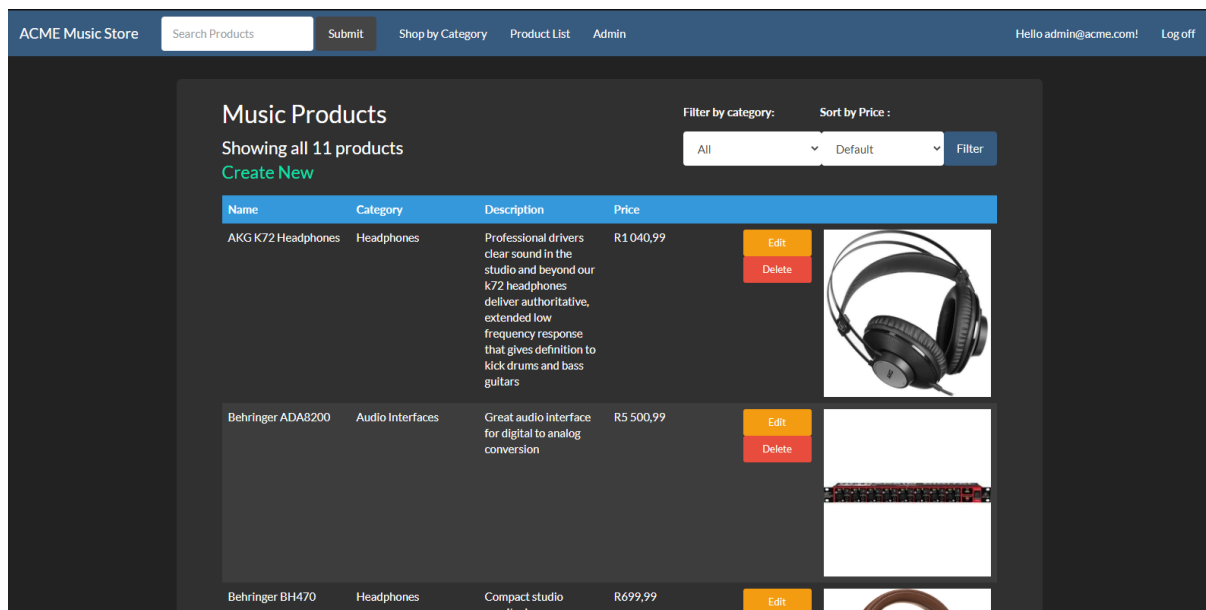 ACME Music Store
Search Products
Submit
Shop by Category
Product List
Admin
Hello admin@acme.com!
Log off
Music Products
Showing all 11 products
Create New
Filter by category:
Sort by Price :
All
Default
Filter
Name
Category
Description
Price
AKG K72 Headphones
Headphones
Professional drivers
clear sound in the
studio and beyond our
k72 headphones
deliver authoritative,
extended low
frequency response
that gives definition to
kick drums and bass
guitars
R1 040,99
Edit
Delete
AKG
Behringer ADA8200
Audio Interfaces
Great audio interface
for digital to analog
conversion
R5 500,99
Edit
Delete
Behringer BH470
Headphones
Compact studio
R699,99
Edit